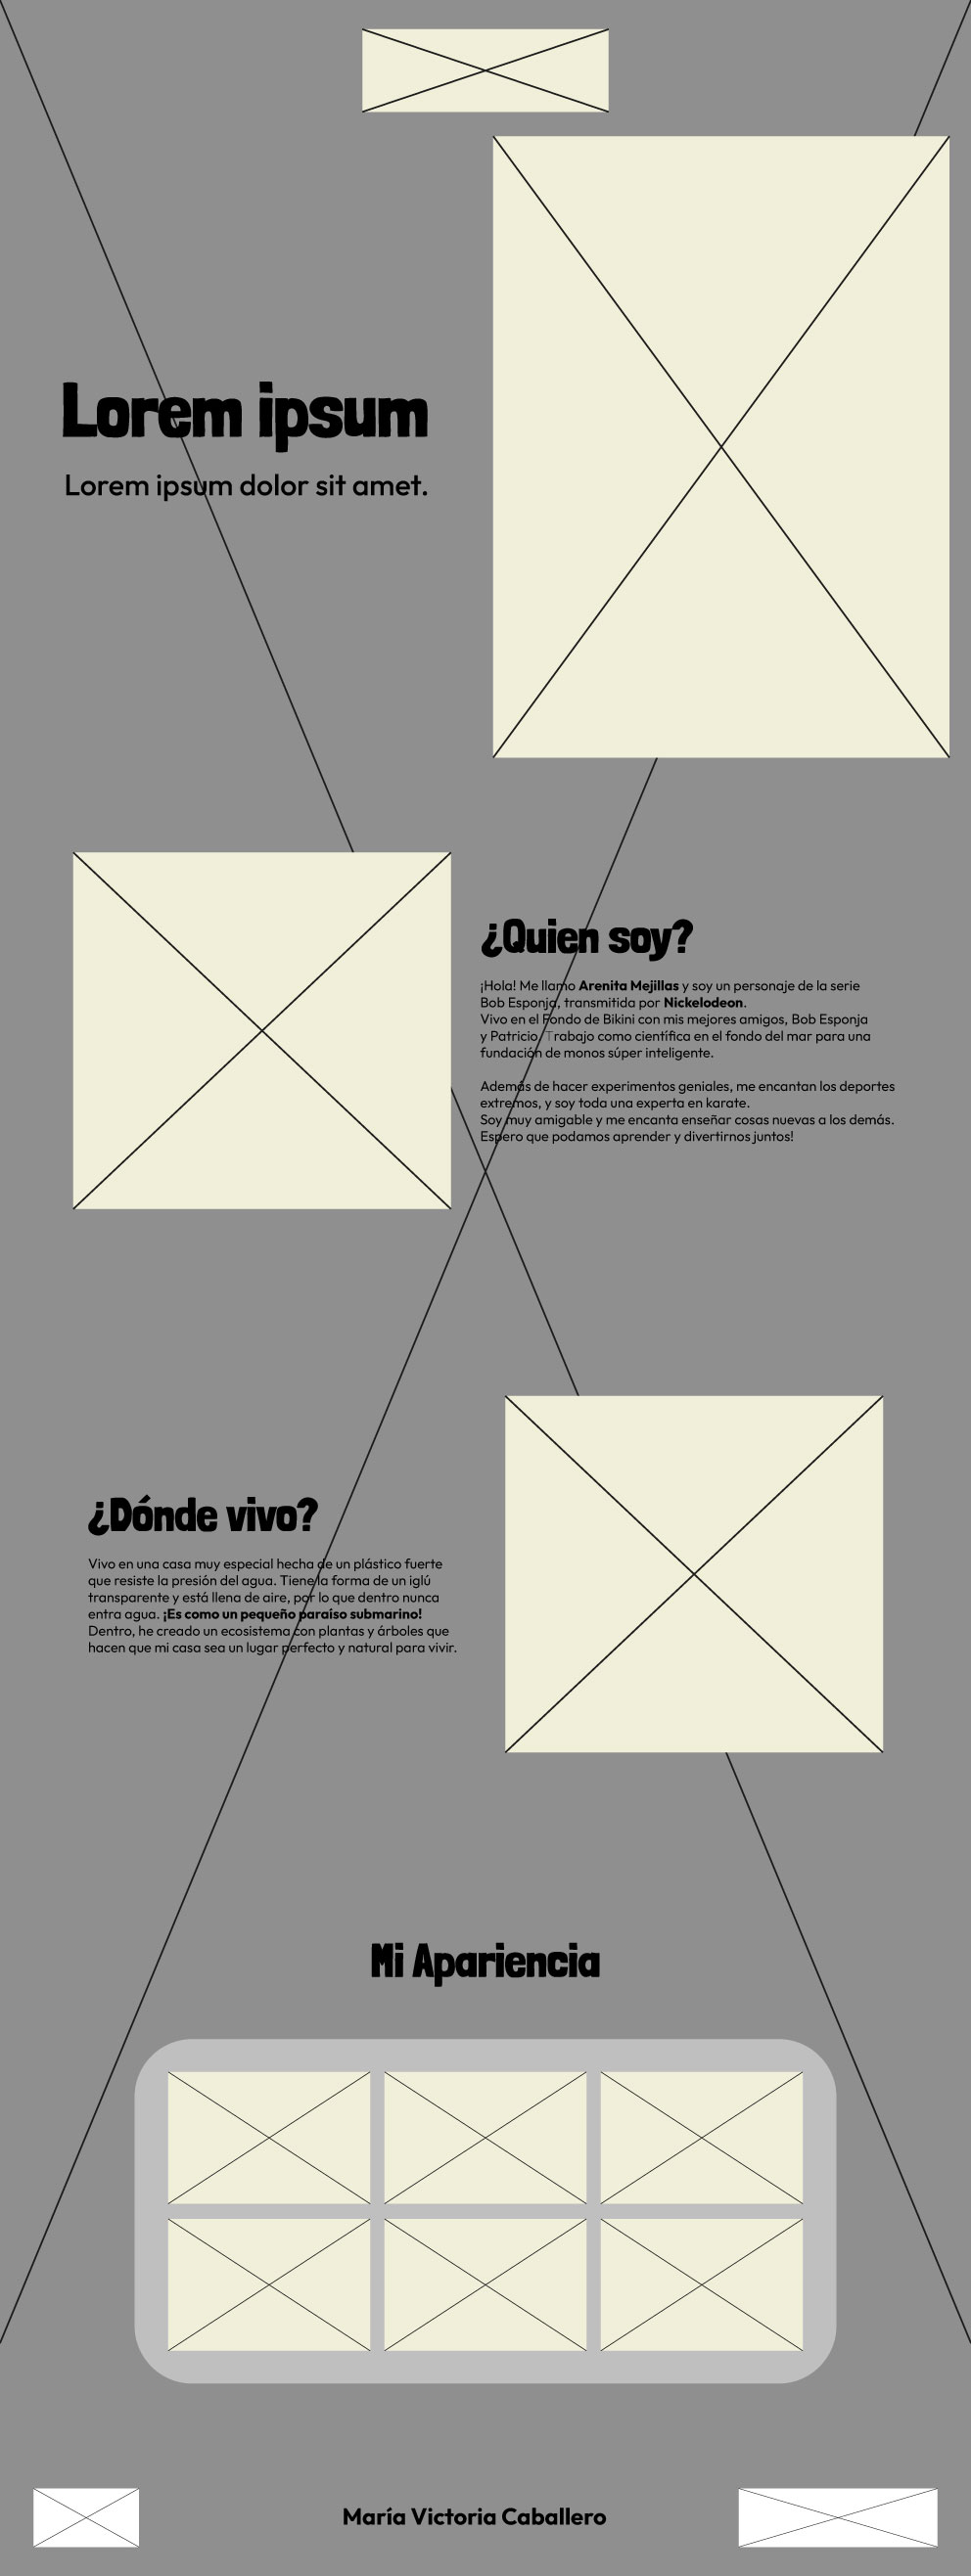 Lorem ipsum
Lorem ipsum dolor sit amet.
¿Quien soy?
¡Hola! Me llamo Arenita Mejillas y soy un personaje de la serie
Bob Esponja, transmitida por Nickelodeon.
Vivo en el Fondo de Bikini con mis mejores amigos, Bob Esponja
y Patricio. Trabajo como científica en el fondo del mar para una
fundación de monos súper inteligente.
Además de hacer experimentos geniales, me encantan los deportes
extremos, y soy toda una experta en karate.
Soy muy amigable y me encanta enseñar cosas nuevas a los demás.
Espero que podamos aprender y divertirnos juntos!
¿Dónde vivo?
Vivo en una casa muy especial hecha de un plástico fuerte
que resiste la presión del agua. Tiene la forma de un iglú
transparente y está llena de aire, por lo que dentro nunca
entra agua. ¡Es como un pequeño paraíso submarino!
Dentro, he creado un ecosistema con plantas y árboles que
hacen que mi casa sea un lugar perfecto y natural para vivir.
Mi Apariencia
María Victoria Caballero